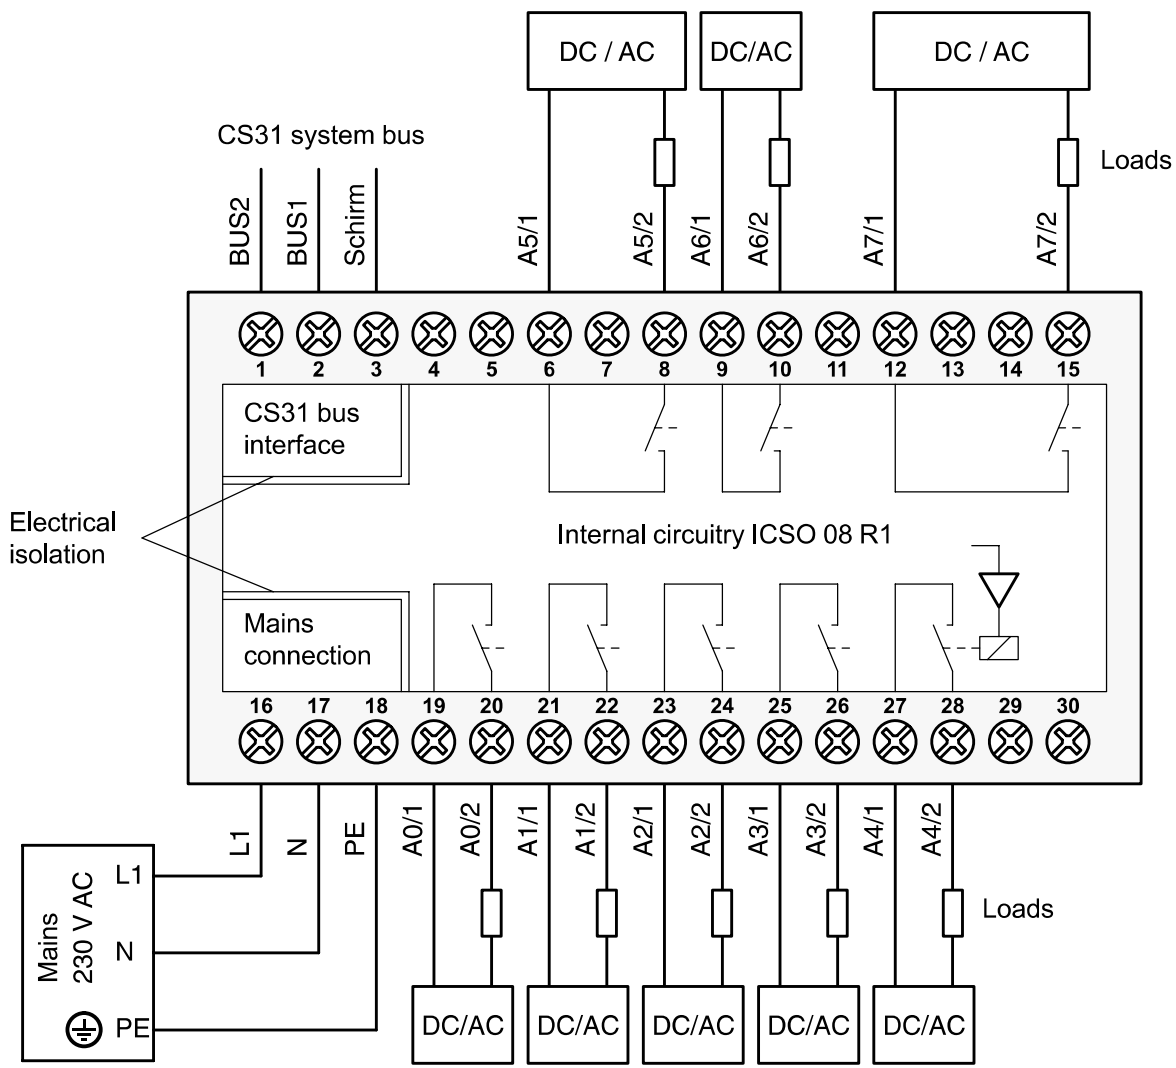 DC / AC
DC/AC
DC / AC
CS31 system bus
Loads
BUS2
BUS1
Schirm
A5/1
A5/2
A6/1
A6/2
A7/1
A7/2
1 2 3 4 5 6 7 8 9 10 11 12 13 14 15
CS31 bus
interface
Electrical
isolation
Internal circuitry ICSO 08 R1
Mains
connection
16 17 18 19 20 21 22 23 24 25 26 27 28 29 30
L1
N
PE
A0/1
A0/2
A1/1
A1/2
A2/1
A2/2
A3/1
A3/2
A4/1
A4/2
Mains
230 V AC
L1
N
PE
Loads
DC/AC
DC/AC
DC/AC
DC/AC
DC/AC